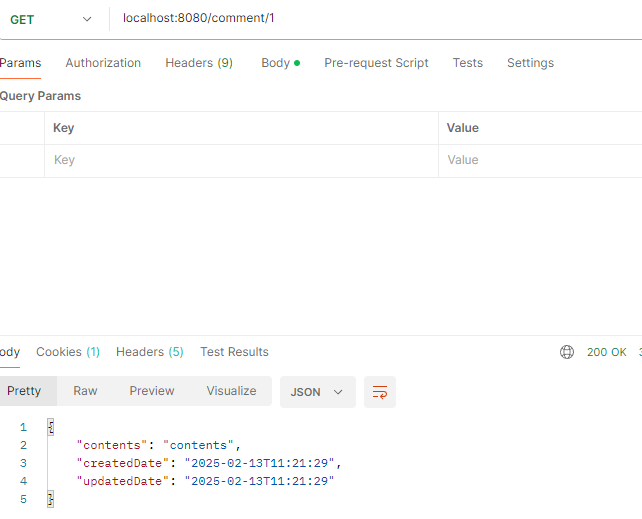 GET localhost:8080/comment/1
Params Authorization Headers (9) Body Pre-request Script Tests Settings
Query Params
Key Value
Key Value
Cookies (1) Headers (5) Test Results 200 OK
Pretty Raw Preview Visualize JSON
1 {
2 "contents": "contents",
3 "createdDate": "2025-02-13T11:21:29",
4 "updatedDate": "2025-02-13T11:21:29"
5 }